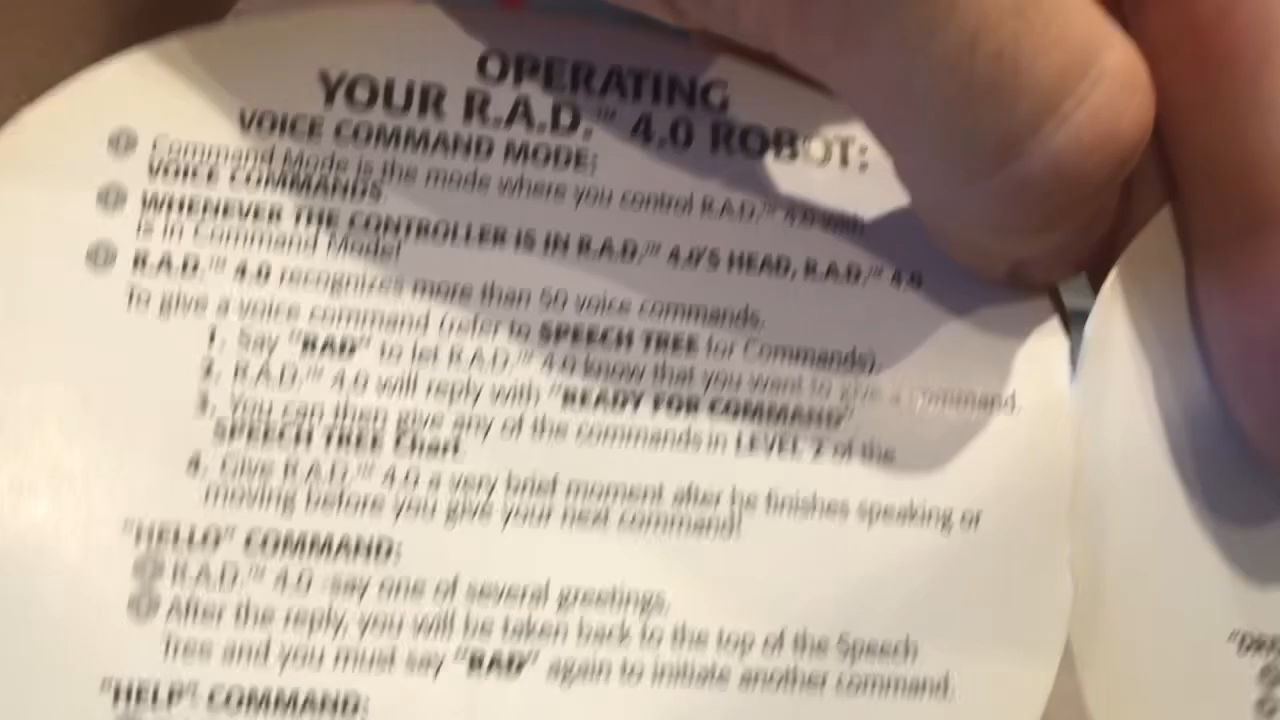 OPERATING
YOUR R.A.D.™ 4.0 ROBOT:
VOICE COMMAND MODE:
Command Mode is the mode where you control R.A.D.™ 4.0 with
VOICE COMMANDS
WHENEVER THE CONTROLLER IS IN R.A.D.™ 4.0'S HEAD, R.A.D.™ 4.0
is in Command Mode!
R.A.D.™ 4.0 recognizes more than 60 voice commands.
To give a voice command (refer to SPEECH TREE for Commands)
1. Say "RAD" to let R.A.D.™ 4.0 know that you want to give a command.
2. R.A.D.™ 4.0 will reply with "READY FOR COMMAND"
3. You can then give any of the commands in LEVEL 2 of the
SPEECH TREE Chart.
4. Give R.A.D.™ 4.0 a very brief moment after he finishes speaking or
moving before you give your next command!
"HELLO" COMMAND:
R.A.D.™ 4.0 say one of several greetings.
After the reply, you will be taken back to the top of the Speech
Tree and you must say "RAD" again to initiate another command.
"HELP" COMMAND: